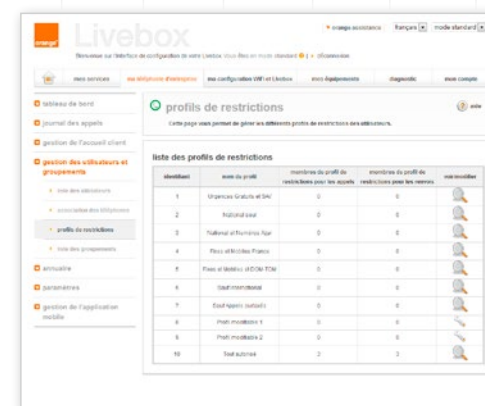 orange
Livebox
orange assistance
français
mode standard
Bienvenue sur l'interface de configuration de votre Livebox. Vous êtes en mode standard
déconnexion
mes services
ma téléphonie d'entreprise
ma configuration WiFi et Livebox
mes équipements
diagnostic
mon compte
tableau de bord
journal des appels
gestion de l'accueil client
gestion des utilisateurs et
groupements
liste des utilisateurs
association des téléphones
profils de restrictions
liste des groupements
annuaire
paramètres
gestion de l'application
mobile
profils de restrictions
aide
Cette page vous permet de gérer les différents profils de restrictions des utilisateurs.
liste des profils de restrictions
identifiant
nom du profil
membres du profil de
restrictions pour les appels
membres du profil de
restrictions pour les renvois
voir/modifier
1 Urgences Gratuits et SAV 0 0
2 National seul 0 0
3 National et Numéros 0 0
4 Fixes et Mobiles France 0 0
5 Fixes et Mobiles et DOM-TOM 0 0
6 Sauf international 0 0
7 Sauf Appels surtaxés 0 0
8 Profil modifiable 1 0 0
9 Profil modifiable 2 0 0
10 Tout autorisé 3 3